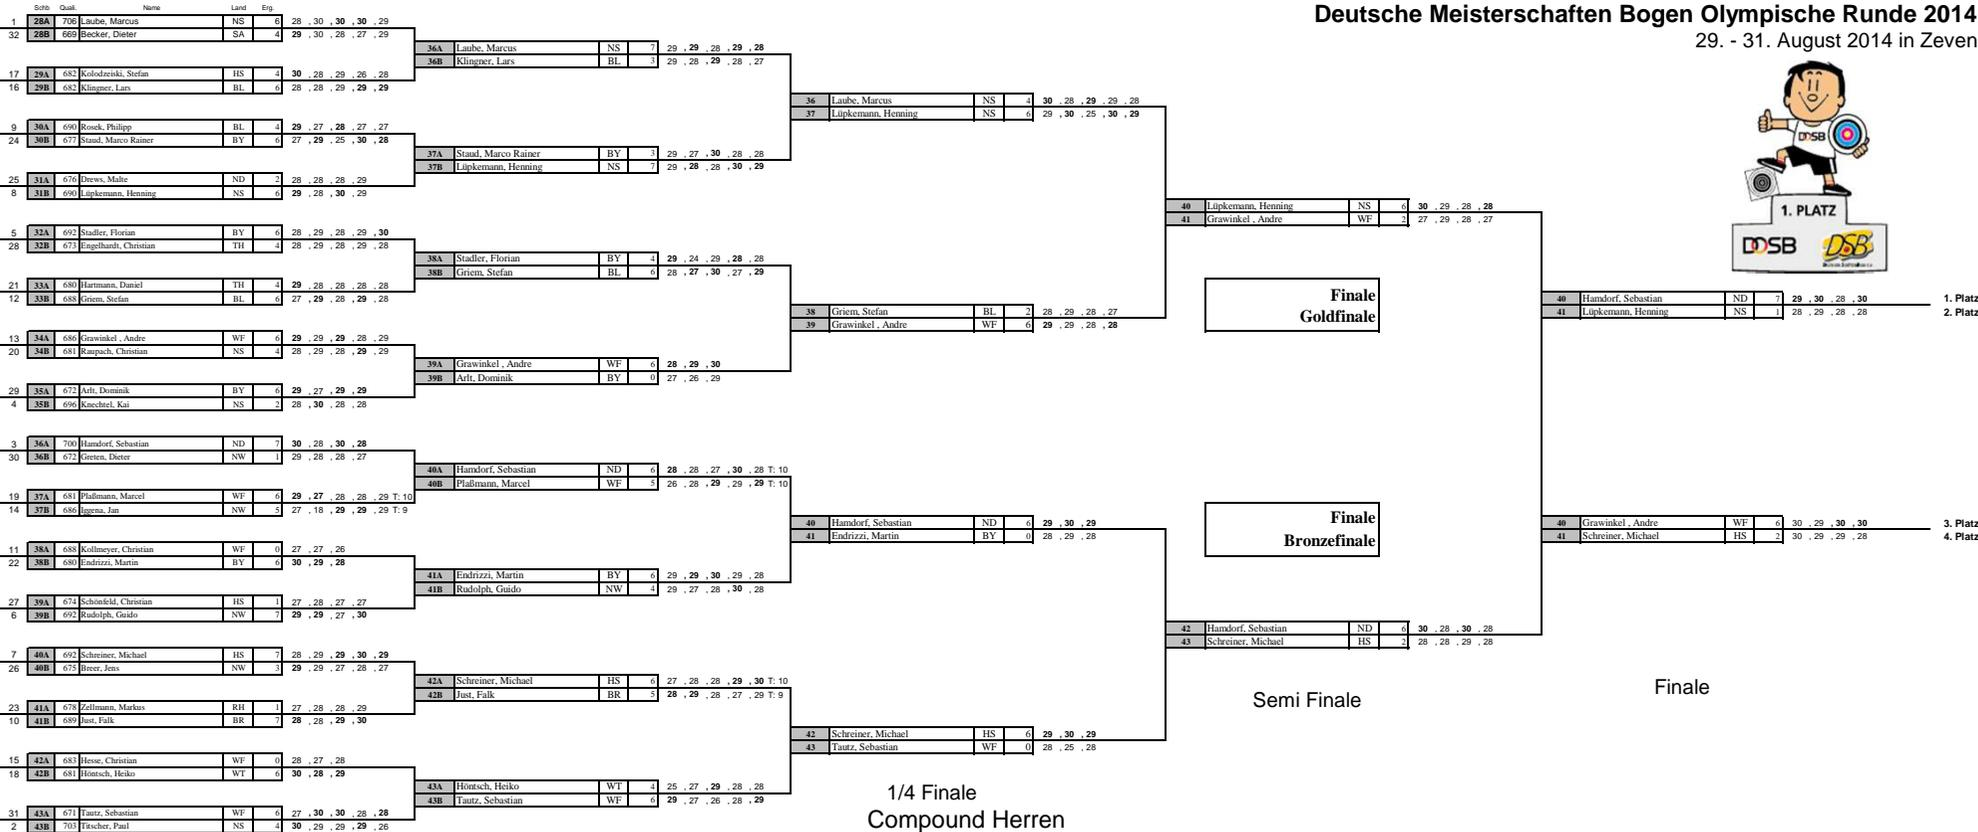 Deutsche Meisterschaften Bogen Olympische Runde 2014
29. - 31. August 2014 in Zeven
Schb Quali. Name Land Erg.
1 28A 706 Laube, Marcus NS 6 28 , 30 , 30 , 30 , 29
32 28B 669 Becker, Dieter SA 4 29 , 30 , 28 , 27 , 29
17 29A 682 Kolodzeiski, Stefan HS 4 30 , 28 , 29 , 26 , 28
16 29B 682 Klingner, Lars BL 6 28 , 28 , 29 , 29 , 29
9 30A 690 Rosek, Philipp BL 4 29 , 27 , 28 , 27 , 27
24 30B 677 Staud, Marco Rainer BY 6 27 , 29 , 25 , 30 , 28
25 31A 676 Drews, Malte ND 2 28 , 28 , 28 , 29
8 31B 690 Lüpkemann, Henning NS 6 29 , 28 , 30 , 29
5 32A 692 Stadler, Florian BY 6 28 , 29 , 28 , 29 , 30
28 32B 673 Engelhardt, Christian TH 4 28 , 29 , 28 , 29 , 28
21 33A 680 Hartmann, Daniel TH 4 29 , 28 , 28 , 28 , 28
12 33B 688 Griem, Stefan BL 6 27 , 29 , 28 , 29 , 28
13 34A 686 Grawinkel , Andre WF 6 29 , 29 , 29 , 28 , 29
20 34B 681 Raupach, Christian NS 4 28 , 29 , 28 , 29 , 29
29 35A 672 Arlt, Dominik BY 6 29 , 27 , 29 , 29
4 35B 696 Knechtel, Kai NS 2 28 , 30 , 28 , 28
3 36A 700 Hamdorf, Sebastian ND 7 30 , 28 , 30 , 28
30 36B 672 Greten, Dieter NW 1 29 , 28 , 28 , 27
19 37A 681 Plaßmann, Marcel WF 6 29 , 27 , 28 , 28 , 29 T: 10
14 37B 686 Iggena, Jan NW 5 27 , 18 , 29 , 29 , 29 T: 9
11 38A 688 Kollmeyer, Christian WF 0 27 , 27 , 26
22 38B 680 Endrizzi, Martin BY 6 30 , 29 , 28
27 39A 674 Schönfeld, Christian HS 1 27 , 28 , 27 , 27
6 39B 692 Rudolph, Guido NW 7 29 , 29 , 27 , 30
7 40A 692 Schreiner, Michael HS 7 28 , 29 , 29 , 30 , 29
26 40B 675 Breer, Jens NW 3 29 , 29 , 27 , 28 , 27
23 41A 678 Zellmann, Markus RH 1 27 , 28 , 28 , 29
10 41B 689 Just, Falk BR 7 28 , 28 , 29 , 30
15 42A 683 Hesse, Christian WF 0 28 , 27 , 28
18 42B 681 Höntsch, Heiko WT 6 30 , 28 , 29
31 43A 671 Tautz, Sebastian WF 6 27 , 30 , 30 , 28 , 28
2 43B 703 Titscher, Paul NS 4 30 , 29 , 29 , 29 , 26
36A Laube, Marcus NS 7 29 , 29 , 28 , 29 , 28
36B Klingner, Lars BL 3 29 , 28 , 29 , 28 , 27
37A Staud, Marco Rainer BY 3 29 , 27 , 30 , 28 , 28
37B Lüpkemann, Henning NS 7 29 , 28 , 28 , 30 , 29
38A Stadler, Florian BY 4 29 , 24 , 29 , 28 , 28
38B Griem, Stefan BL 6 28 , 27 , 30 , 27 , 29
39A Grawinkel , Andre WF 6 28 , 29 , 30
39B Arlt, Dominik BY 0 27 , 26 , 29
40A Hamdorf, Sebastian ND 6 28 , 28 , 27 , 30 , 28 T: 10
40B Plaßmann, Marcel WF 5 26 , 28 , 29 , 29 , 29 T: 10
41A Endrizzi, Martin BY 6 29 , 29 , 30 , 29 , 28
41B Rudolph, Guido NW 4 29 , 27 , 28 , 30 , 28
42A Schreiner, Michael HS 6 27 , 28 , 28 , 29 , 30 T: 10
42B Just, Falk BR 5 28 , 29 , 28 , 27 , 29 T: 9
43A Höntsch, Heiko WT 4 25 , 27 , 29 , 28 , 28
43B Tautz, Sebastian WF 6 29 , 27 , 26 , 28 , 29
36 Laube, Marcus NS 4 30 , 28 , 29 , 29 , 28
37 Lüpkemann, Henning NS 6 29 , 30 , 25 , 30 , 29
38 Griem, Stefan BL 2 28 , 29 , 28 , 27
39 Grawinkel , Andre WF 6 29 , 29 , 28 , 28
40 Hamdorf, Sebastian ND 6 29 , 30 , 29
41 Endrizzi, Martin BY 0 28 , 29 , 28
42 Schreiner, Michael HS 6 29 , 30 , 29
43 Tautz, Sebastian WF 0 28 , 25 , 28
1/4 Finale
Compound Herren
40 Lüpkemann, Henning NS 6 30 , 29 , 28 , 28
41 Grawinkel , Andre WF 2 27 , 29 , 28 , 27
Finale
Goldfinale
Finale
Bronzefinale
42 Hamdorf, Sebastian ND 6 30 , 28 , 30 , 28
43 Schreiner, Michael HS 2 28 , 28 , 29 , 28
Semi Finale
DOSB
1. PLATZ
DOSB DSB
40 Hamdorf, Sebastian ND 7 29 , 30 , 28 , 30 1. Platz
41 Lüpkemann, Henning NS 1 28 , 29 , 28 , 28 2. Platz
40 Grawinkel , Andre WF 6 30 , 29 , 30 , 30 3. Platz
41 Schreiner, Michael HS 2 30 , 29 , 29 , 28 4. Platz
Finale